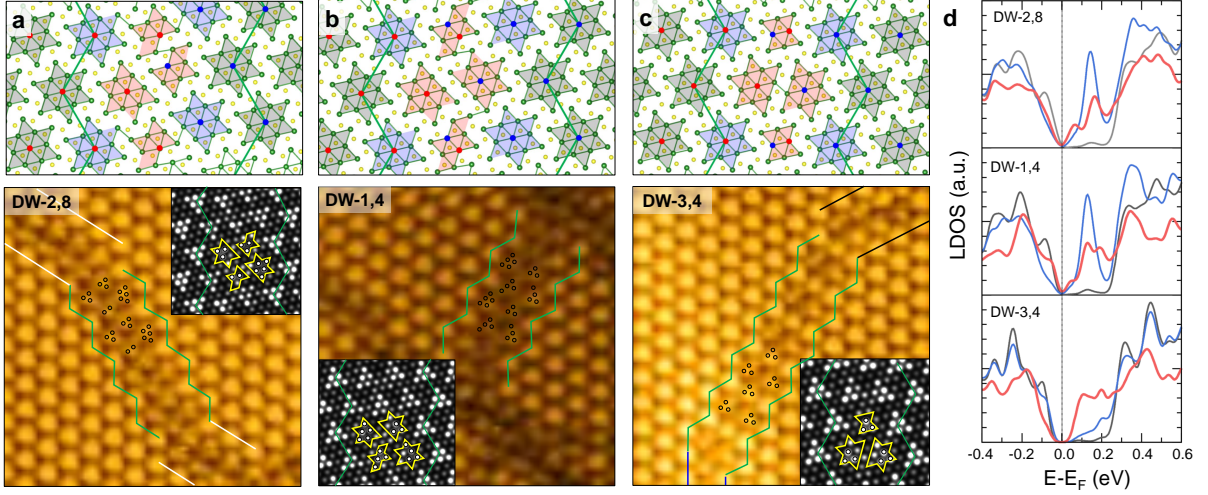 a
b
c
d
DW-2,8
DW-1,4
DW-3,4
DW-2,8
DW-1,4
DW-3,4
LDOS (a.u.)
-0.4 -0.2 0.0 0.2 0.4 0.6
E-E_F (eV)